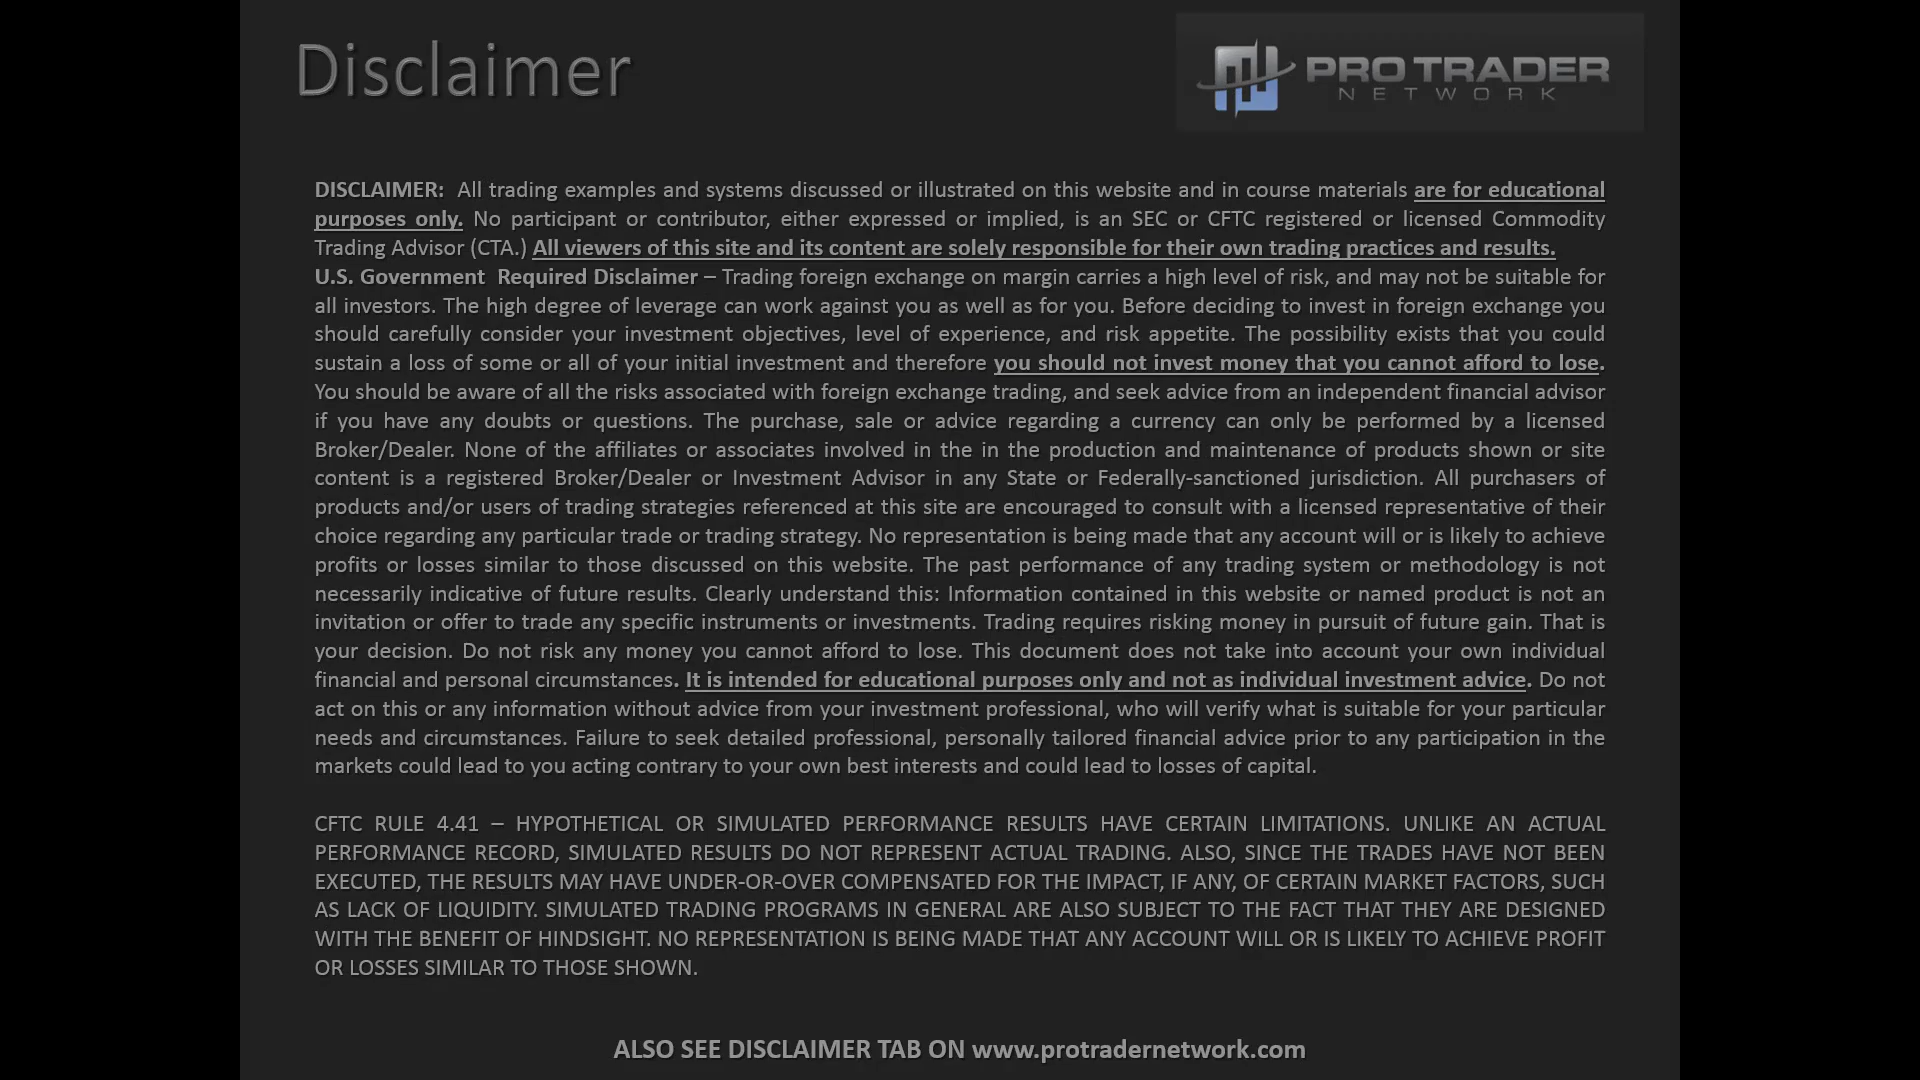 Disclaimer
PRO TRADER
NETWORK
DISCLAIMER: All trading examples and systems discussed or illustrated on this website and in course materials are for educational
purposes only. No participant or contributor, either expressed or implied, is an SEC or CFTC registered or licensed Commodity
Trading Advisor (CTA.) All viewers of this site and its content are solely responsible for their own trading practices and results.
U.S. Government Required Disclaimer – Trading foreign exchange on margin carries a high level of risk, and may not be suitable for
all investors. The high degree of leverage can work against you as well as for you. Before deciding to invest in foreign exchange you
should carefully consider your investment objectives, level of experience, and risk appetite. The possibility exists that you could
sustain a loss of some or all of your initial investment and therefore you should not invest money that you cannot afford to lose.
You should be aware of all the risks associated with foreign exchange trading, and seek advice from an independent financial advisor
if you have any doubts or questions. The purchase, sale or advice regarding a currency can only be performed by a licensed
Broker/Dealer. None of the affiliates or associates involved in the in the production and maintenance of products shown or site
content is a registered Broker/Dealer or Investment Advisor in any State or Federally-sanctioned jurisdiction. All purchasers of
products and/or users of trading strategies referenced at this site are encouraged to consult with a licensed representative of their
choice regarding any particular trade or trading strategy. No representation is being made that any account will or is likely to achieve
profits or losses similar to those discussed on this website. The past performance of any trading system or methodology is not
necessarily indicative of future results. Clearly understand this: Information contained in this website or named product is not an
invitation or offer to trade any specific instruments or investments. Trading requires risking money in pursuit of future gain. That is
your decision. Do not risk any money you cannot afford to lose. This document does not take into account your own individual
financial and personal circumstances. It is intended for educational purposes only and not as individual investment advice. Do not
act on this or any information without advice from your investment professional, who will verify what is suitable for your particular
needs and circumstances. Failure to seek detailed professional, personally tailored financial advice prior to any participation in the
markets could lead to you acting contrary to your own best interests and could lead to losses of capital.
CFTC RULE 4.41 – HYPOTHETICAL OR SIMULATED PERFORMANCE RESULTS HAVE CERTAIN LIMITATIONS. UNLIKE AN ACTUAL
PERFORMANCE RECORD, SIMULATED RESULTS DO NOT REPRESENT ACTUAL TRADING. ALSO, SINCE THE TRADES HAVE NOT BEEN
EXECUTED, THE RESULTS MAY HAVE UNDER-OR-OVER COMPENSATED FOR THE IMPACT, IF ANY, OF CERTAIN MARKET FACTORS, SUCH
AS LACK OF LIQUIDITY. SIMULATED TRADING PROGRAMS IN GENERAL ARE ALSO SUBJECT TO THE FACT THAT THEY ARE DESIGNED
WITH THE BENEFIT OF HINDSIGHT. NO REPRESENTATION IS BEING MADE THAT ANY ACCOUNT WILL OR IS LIKELY TO ACHIEVE PROFIT
OR LOSSES SIMILAR TO THOSE SHOWN.
ALSO SEE DISCLAIMER TAB ON www.protradernetwork.com